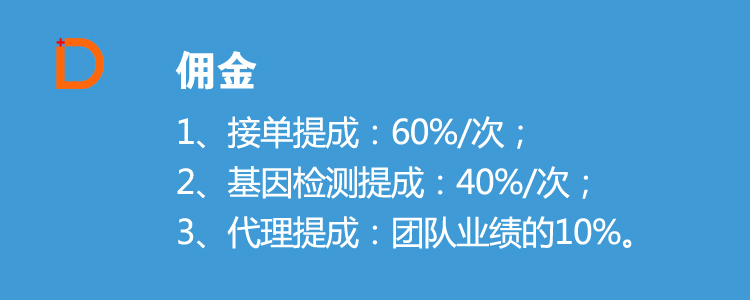 D
佣金
1、接单提成：60%/次；
2、基因检测提成：40%/次；
3、代理提成：团队业绩的10%。